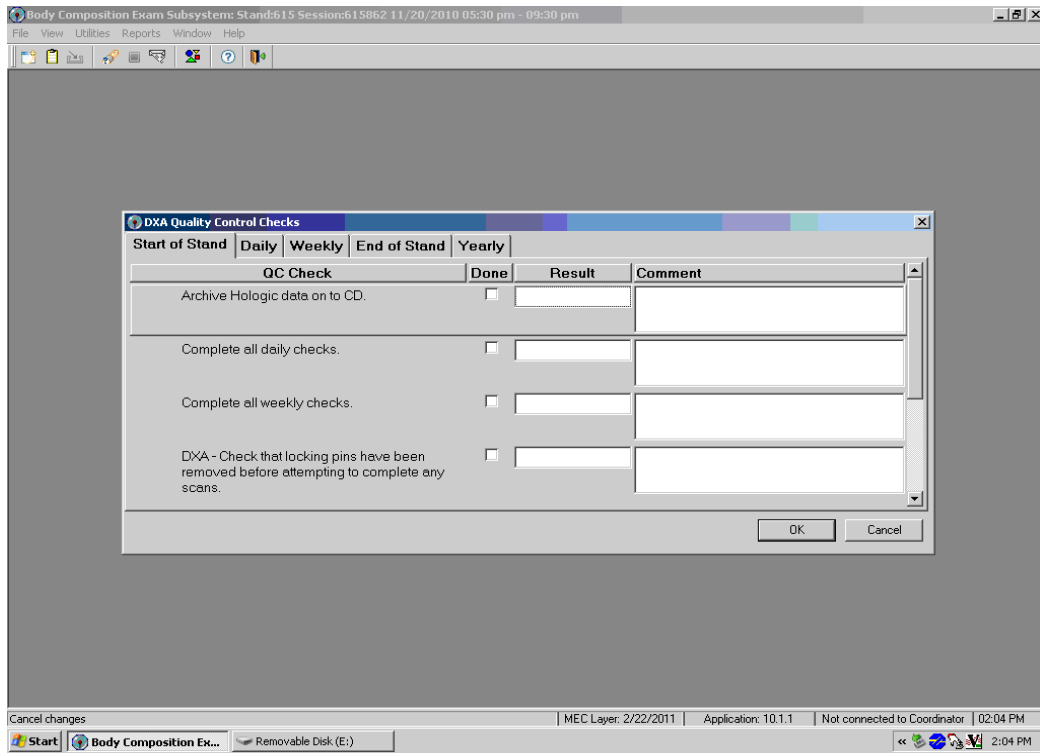 Body Composition Exam Subsystem: Stand:615 Session:615862 11/20/2010 05:30 pm - 09:30 pm
File View Utilities Reports Window Help
DXA Quality Control Checks
Start of Stand Daily Weekly End of Stand Yearly
QC Check Done Result Comment
Archive Hologic data on to CD.
Complete all daily checks.
Complete all weekly checks.
DXA - Check that locking pins have been
removed before attempting to complete any
scans.
OK Cancel
Cancel changes MEC Layer: 2/22/2011 Application: 10.1.1 Not connected to Coordinator 02:04 PM
Start Body Composition Ex... Removable Disk (E:) « 2:04 PM